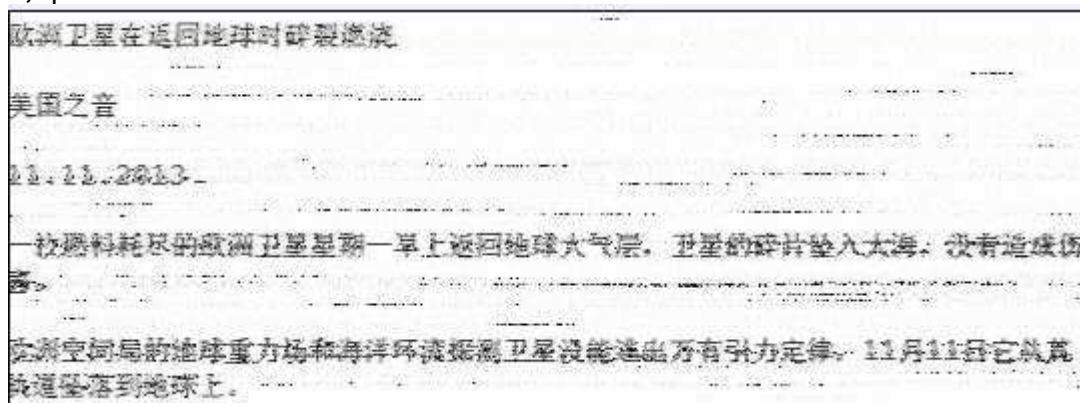 欧洲卫星在返回地球时碎裂燃烧
美国之音
11.11.2013
一枚燃料耗尽的欧洲卫星星期一早上返回地球大气层，卫星的碎片坠入大海，没有造成伤
害。
欧洲空间局的地球重力场和海洋环流探测卫星没能逃出万有引力定律。11月11日它从其
轨道坠落到地球上。